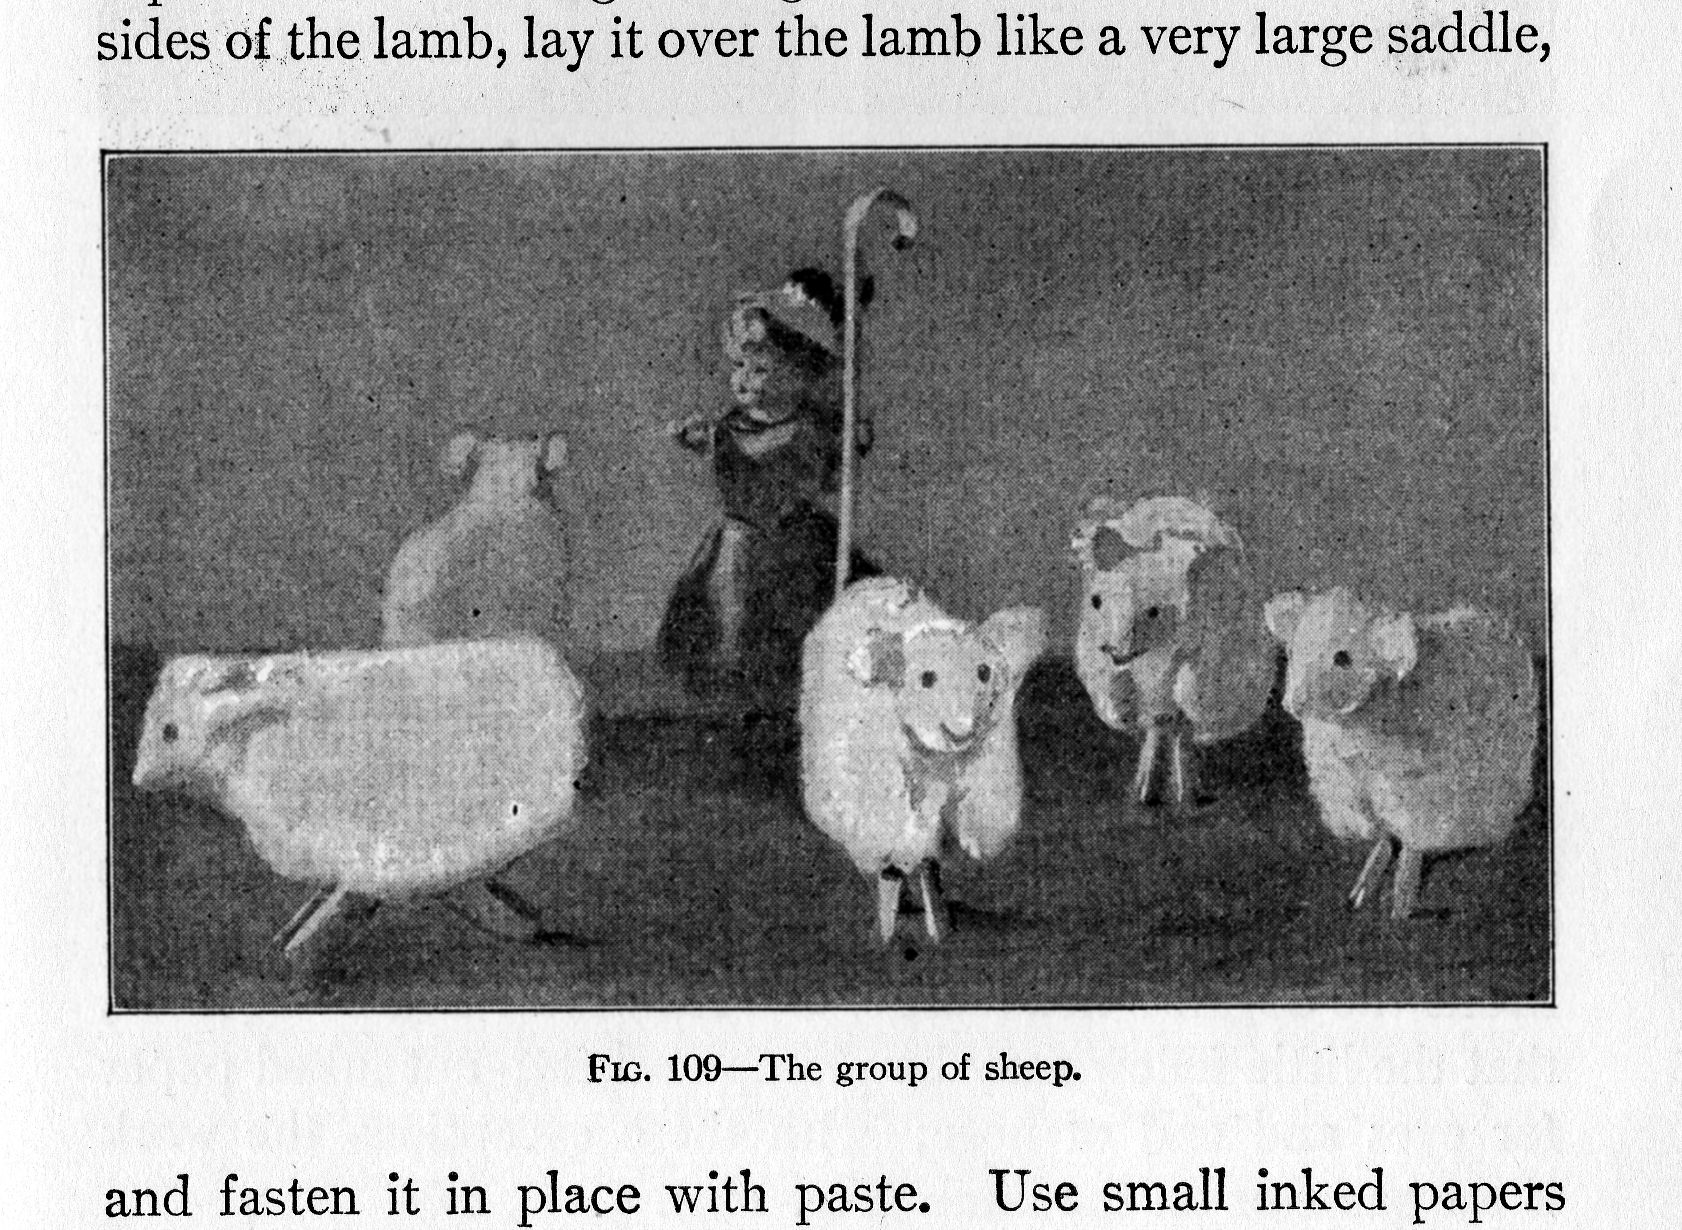 sides of the lamb, lay it over the lamb like a very large saddle,
Fig. 109—The group of sheep.
and fasten it in place with paste. Use small inked papers